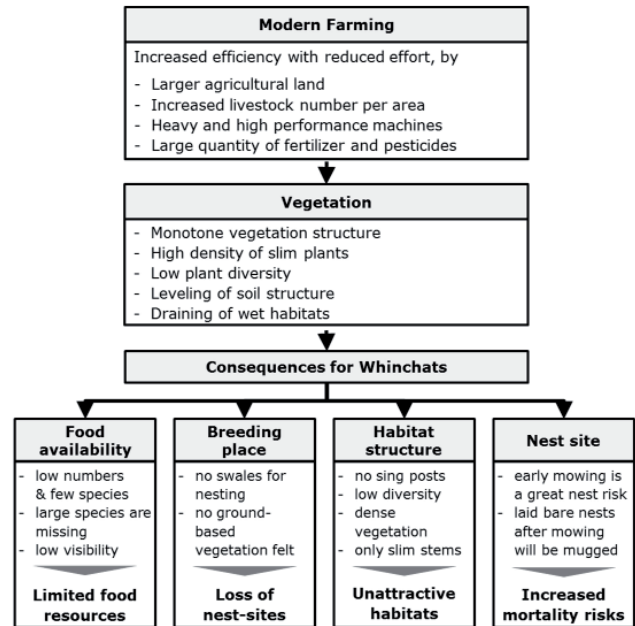 Modern Farming
Increased efficiency with reduced effort, by
- Larger agricultural land
- Increased livestock number per area
- Heavy and high performance machines
- Large quantity of fertilizer and pesticides
Vegetation
- Monotone vegetation structure
- High density of slim plants
- Low plant diversity
- Leveling of soil structure
- Draining of wet habitats
Consequences for Whinchats
Food
availability
- low numbers
& few species
- large species are
missing
- low visibility
Limited food
resources
Breeding
place
- no swales for
nesting
- no ground-
based
vegetation felt
Loss of
nest-sites
Habitat
structure
- no sing posts
- low diversity
- dense
vegetation
- only slim stems
Unattractive
habitats
Nest site
- early mowing is
a great nest risk
- laid bare nests
after mowing
will be mugged
Increased
mortality risks